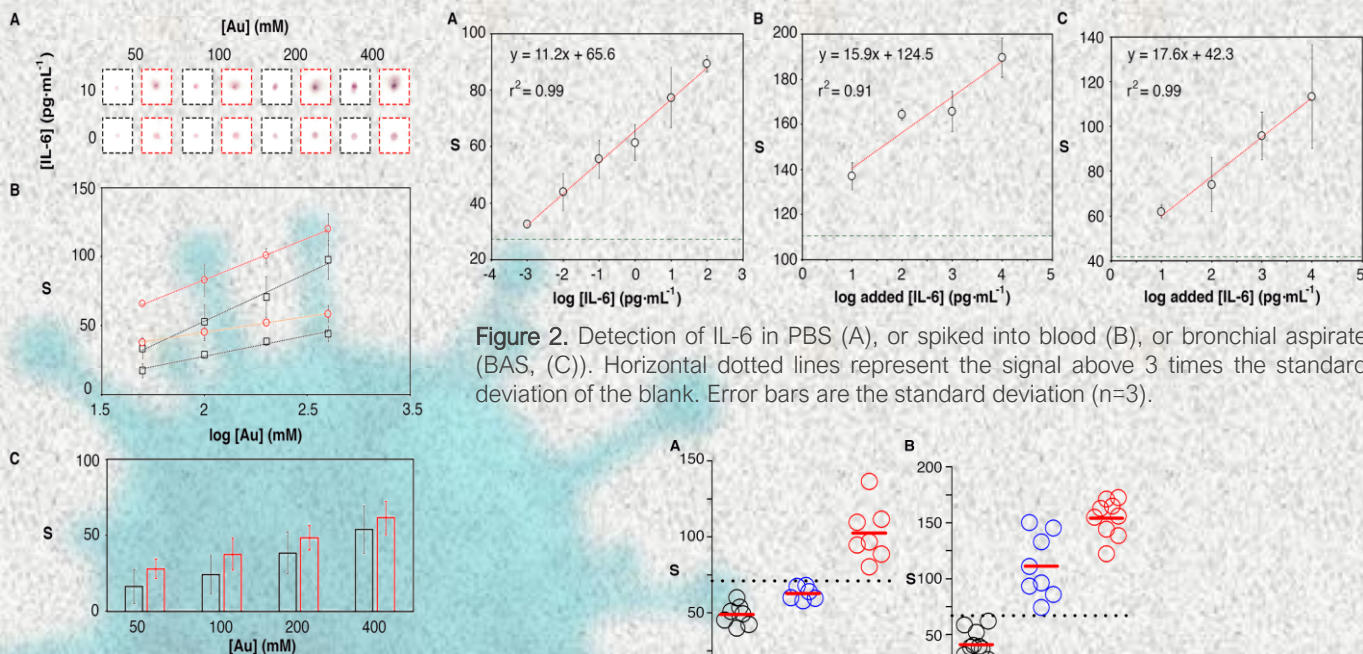 A
[Au] (mM)
50 100 200 400
[IL-6] (pg·mL⁻¹)
10
0
B
150
100
50
0
S
1.5 2 2.5 3 3.5
log [Au] (mM)
C
100
50
0
S
50 100 200 400
[Au] (mM)
A
100
80
60
40
20
S
y = 11.2x + 65.6
r² = 0.99
-4 -3 -2 -1 0 1 2 3
log [IL-6] (pg·mL⁻¹)
B
200
180
160
140
120
100
S
y = 15.9x + 124.5
r² = 0.91
0 1 2 3 4 5
log added [IL-6] (pg·mL⁻¹)
C
140
120
100
80
60
40
S
y = 17.6x + 42.3
r² = 0.99
0 1 2 3 4 5
log added [IL-6] (pg·mL⁻¹)
Figure 2. Detection of IL-6 in PBS (A), or spiked into blood (B), or bronchial aspirate
(BAS, (C)). Horizontal dotted lines represent the signal above 3 times the standard
deviation of the blank. Error bars are the standard deviation (n=3).
A
150
100
50
S
B
200
150
100
50
S